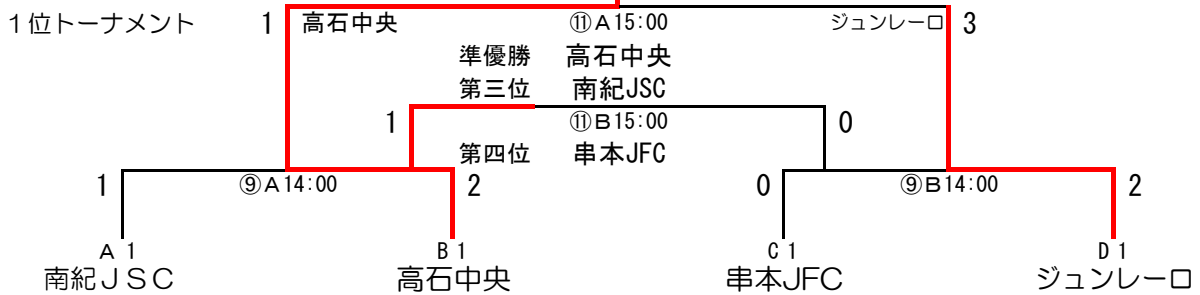 1位トーナメント 1 高石中央 ⑪A15:00 ジュンレーロ 3
準優勝 高石中央
第三位 南紀JSC
1 ⑪B15:00 0
第四位 串本JFC
1 ⑨A14:00 2 0 ⑨B14:00 2
A1 B1 C1 D1
南紀JSC 高石中央 串本JFC ジュンレーロ